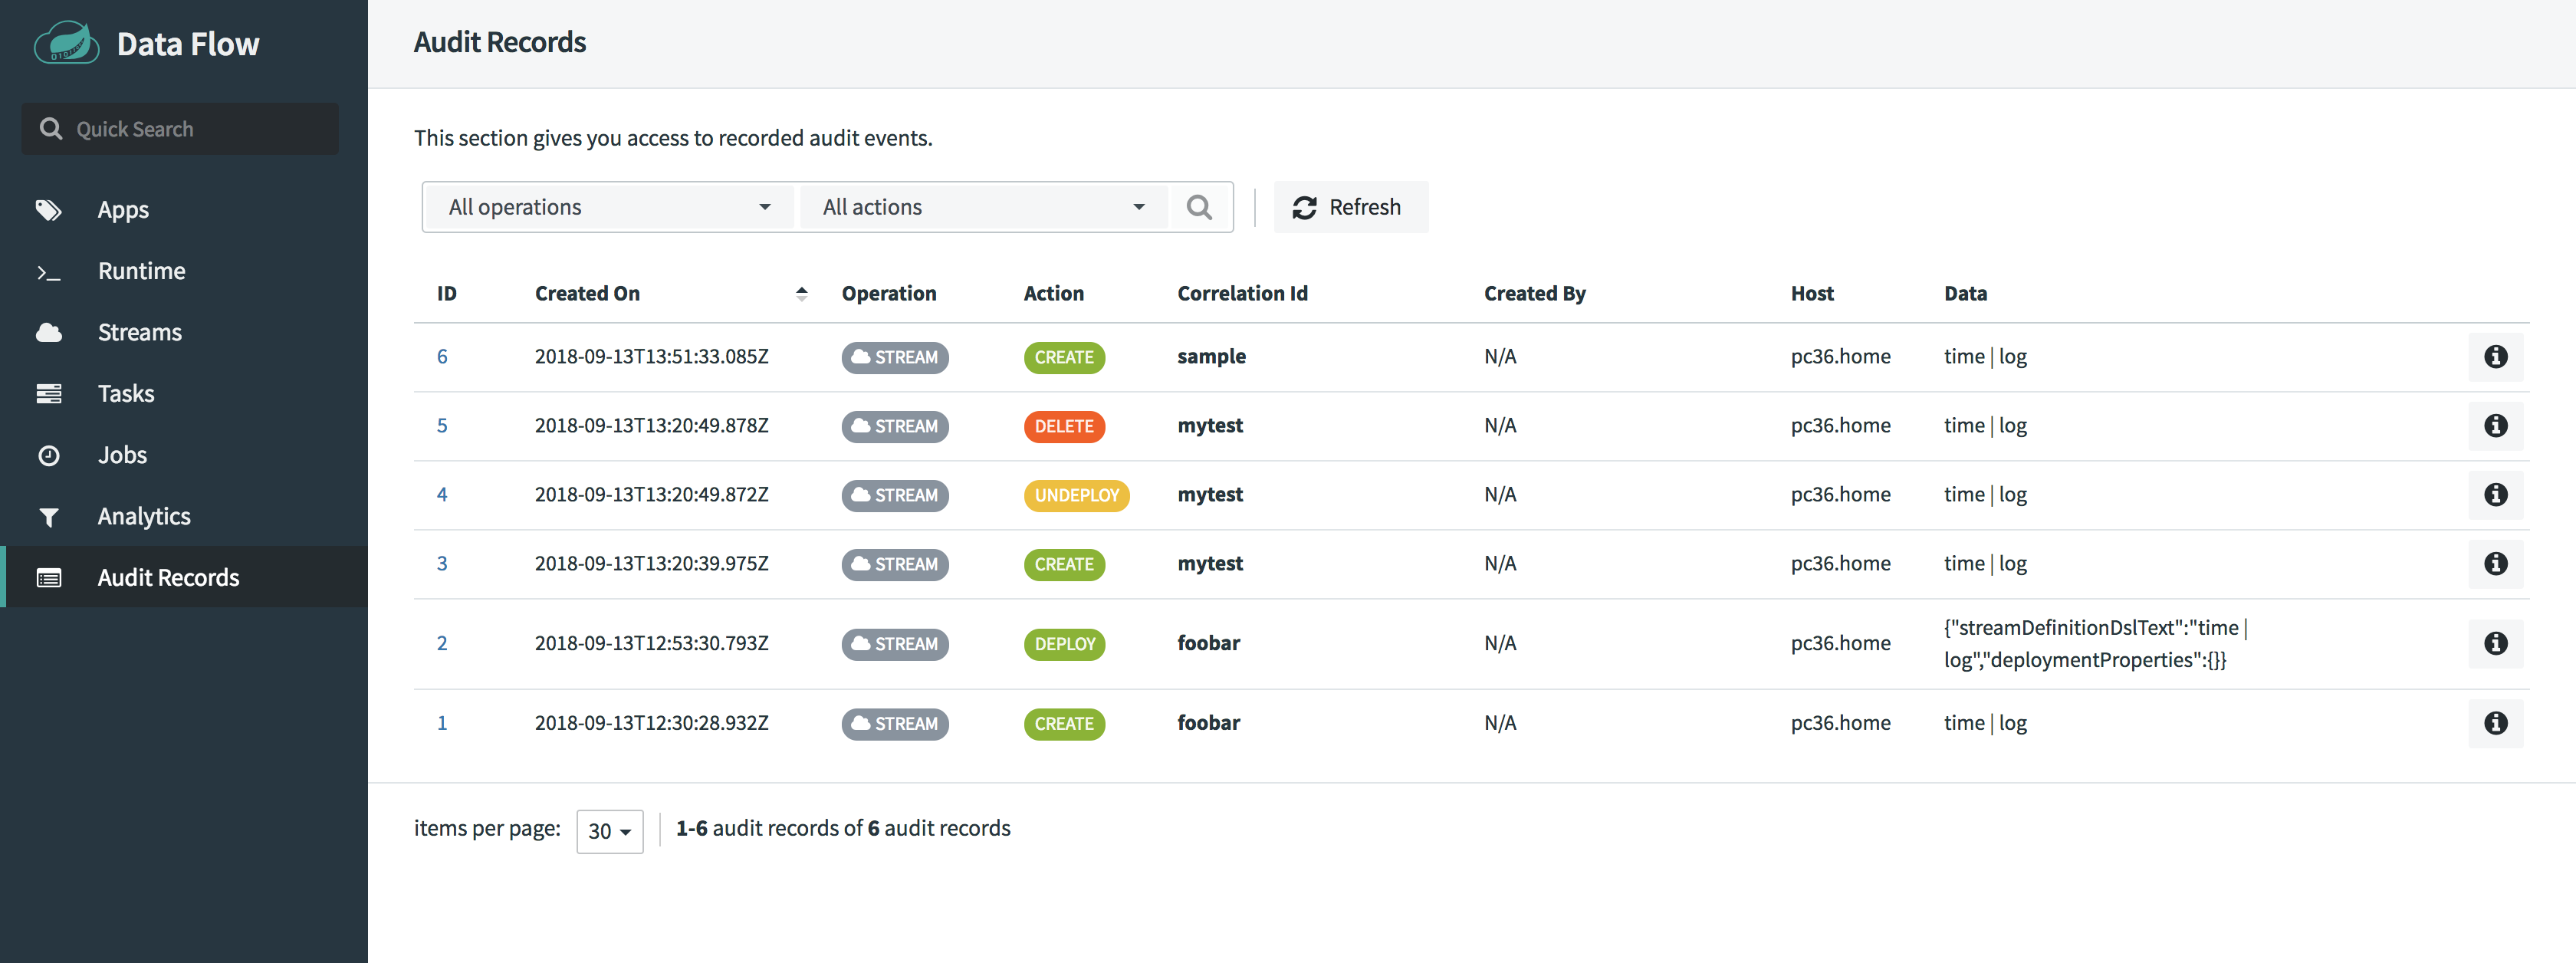 Data Flow
Quick Search
Apps
Runtime
Streams
Tasks
Jobs
Analytics
Audit Records
Audit Records
This section gives you access to recorded audit events.
All operations All actions Refresh
ID Created On Operation Action Correlation Id Created By Host Data
6 2018-09-13T13:51:33.085Z STREAM CREATE sample N/A pc36.home time | log
5 2018-09-13T13:20:49.878Z STREAM DELETE mytest N/A pc36.home time | log
4 2018-09-13T13:20:49.872Z STREAM UNDEPLOY mytest N/A pc36.home time | log
3 2018-09-13T13:20:39.975Z STREAM CREATE mytest N/A pc36.home time | log
2 2018-09-13T12:53:30.793Z STREAM DEPLOY foobar N/A pc36.home {"streamDefinitionDslText":"time |
log","deploymentProperties":{}}
1 2018-09-13T12:30:28.932Z STREAM CREATE foobar N/A pc36.home time | log
items per page: 30 1-6 audit records of 6 audit records